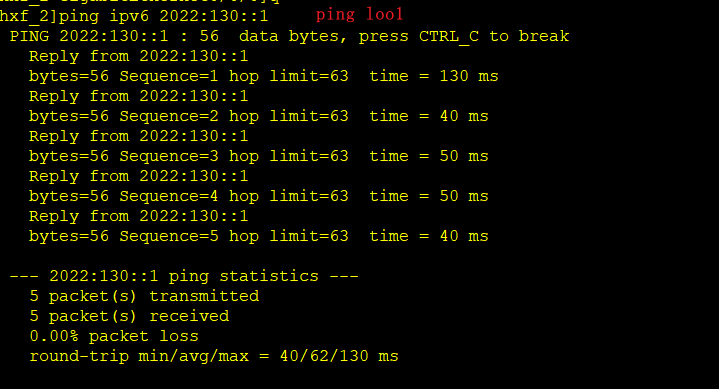 hxf_2]ping ipv6 2022:130::1 ping loo1
PING 2022:130::1 : 56 data bytes, press CTRL_C to break
Reply from 2022:130::1
bytes=56 Sequence=1 hop limit=63 time = 130 ms
Reply from 2022:130::1
bytes=56 Sequence=2 hop limit=63 time = 40 ms
Reply from 2022:130::1
bytes=56 Sequence=3 hop limit=63 time = 50 ms
Reply from 2022:130::1
bytes=56 Sequence=4 hop limit=63 time = 50 ms
Reply from 2022:130::1
bytes=56 Sequence=5 hop limit=63 time = 40 ms
--- 2022:130::1 ping statistics ---
5 packet(s) transmitted
5 packet(s) received
0.00% packet loss
round-trip min/avg/max = 40/62/130 ms